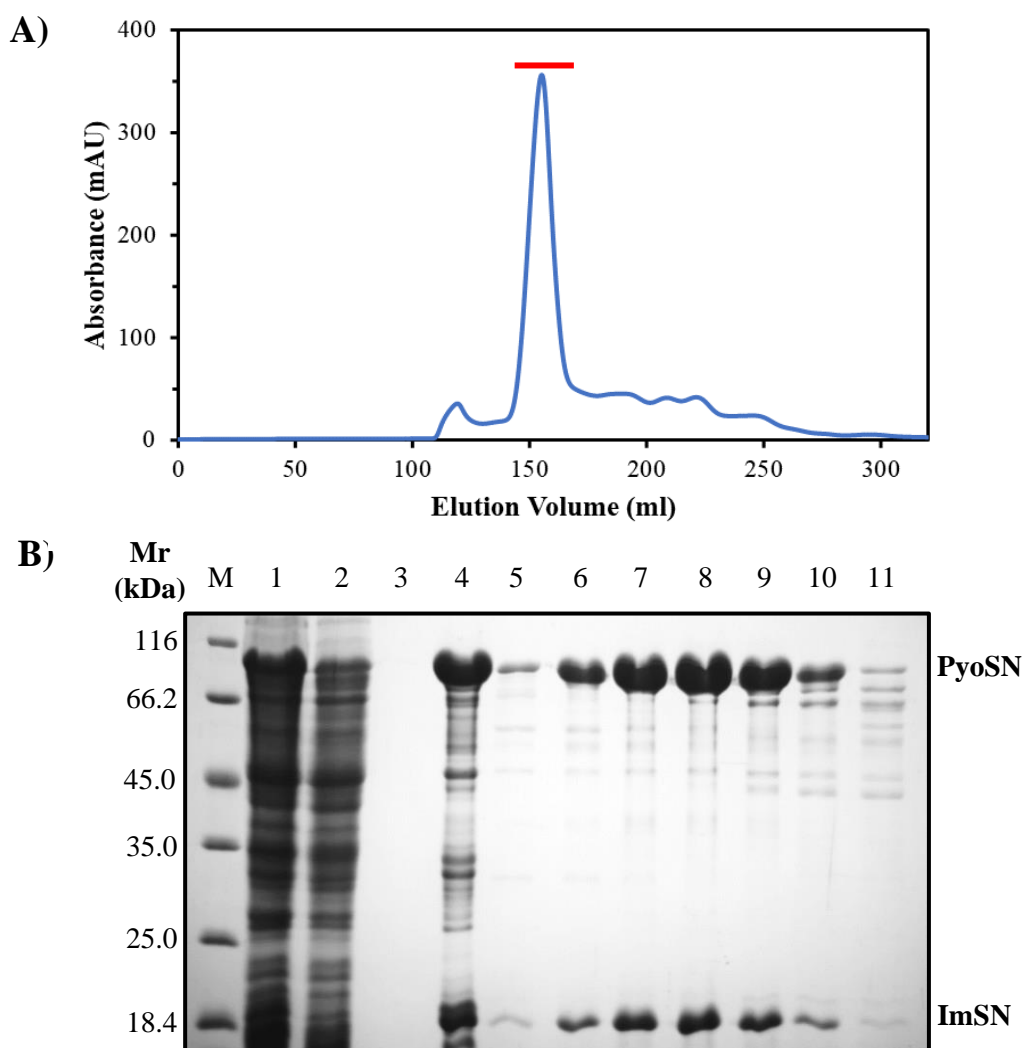 A)
400
300
200
100
0
Absorbance (mAU)
0 50 100 150 200 250 300
Elution Volume (ml)
B)
Mr
(kDa) M 1 2 3 4 5 6 7 8 9 10 11
116
PyoSN
66.2
45.0
35.0
25.0
18.4
ImSN